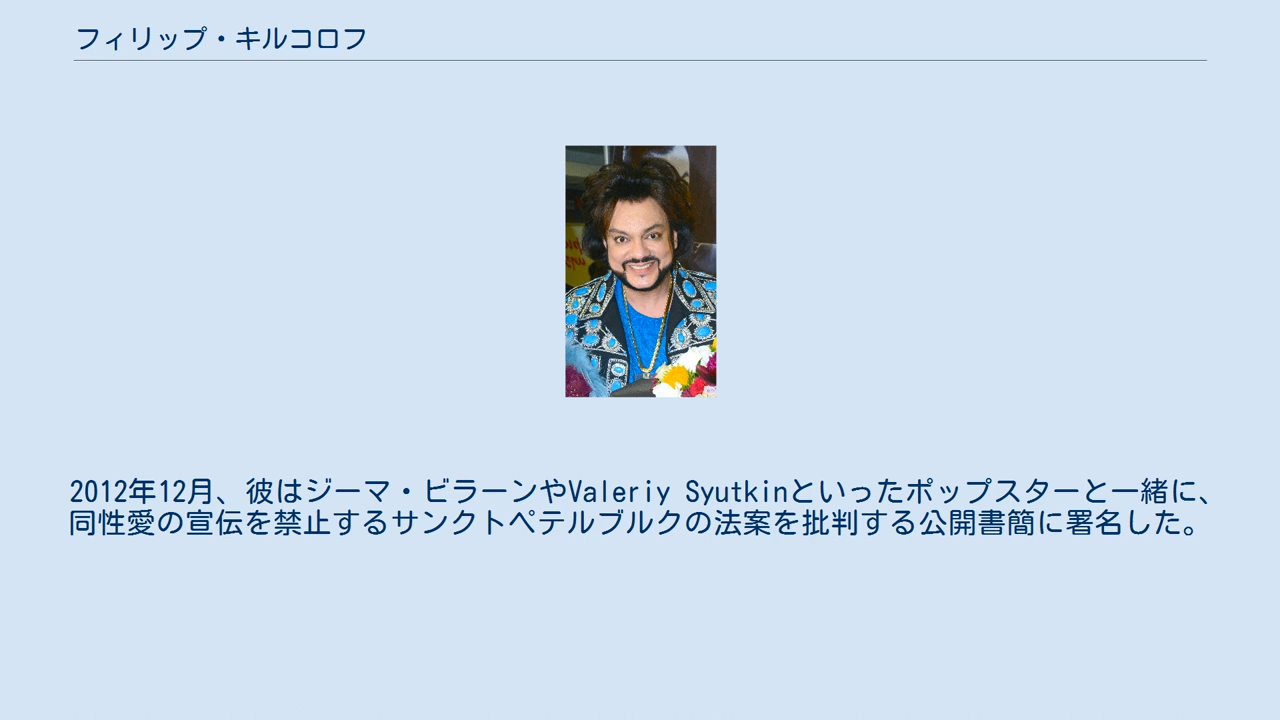 フィリップ・キルコロフ
2012年12月、彼はジーマ・ビラーンやValeriy Syutkinといったポップスターと一緒に、
同性愛の宣伝を禁止するサンクトペテルブルクの法案を批判する公開書簡に署名した。